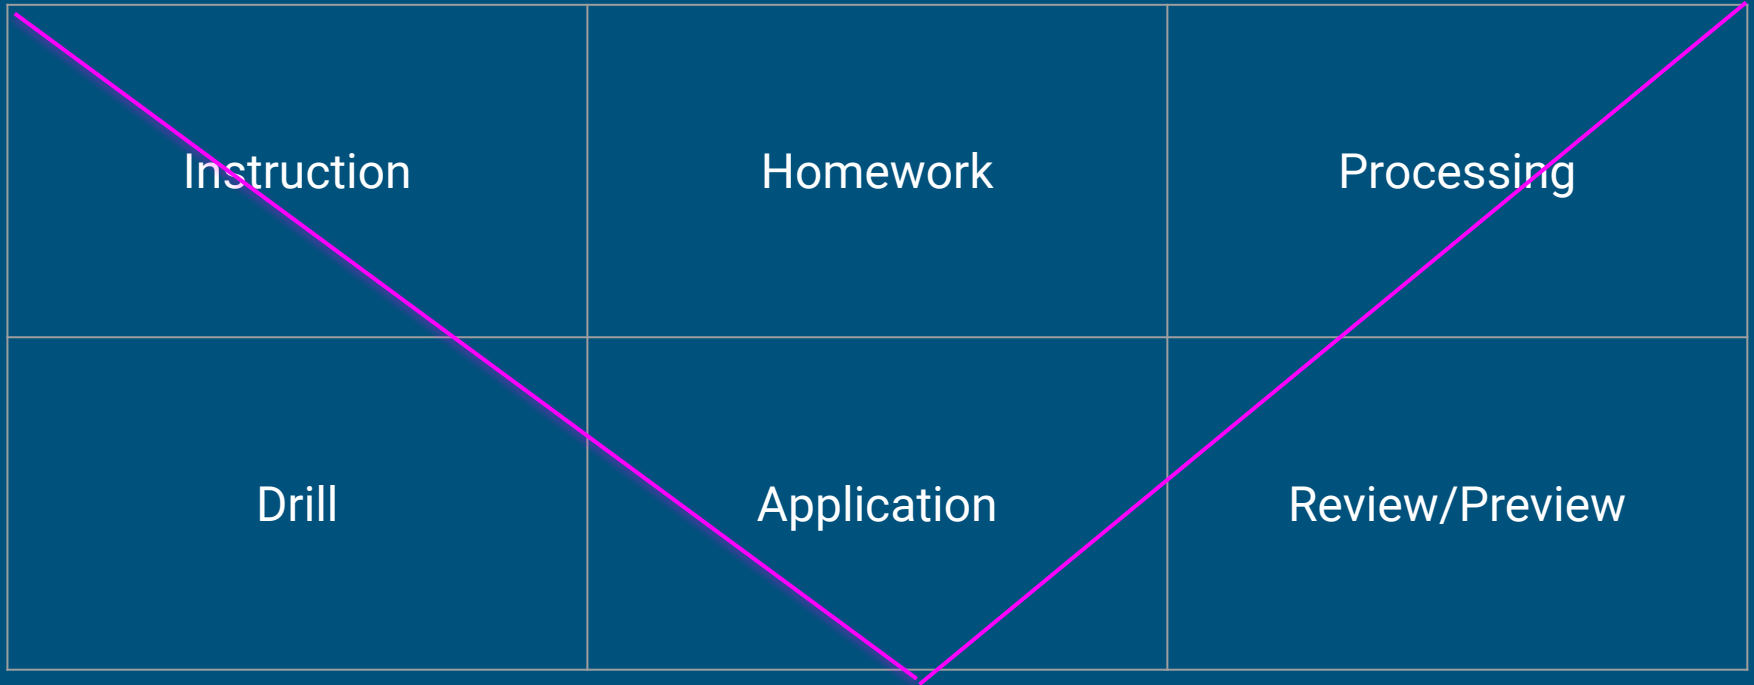 Instruction
Homework
Processing
Drill
Application
Review/Preview